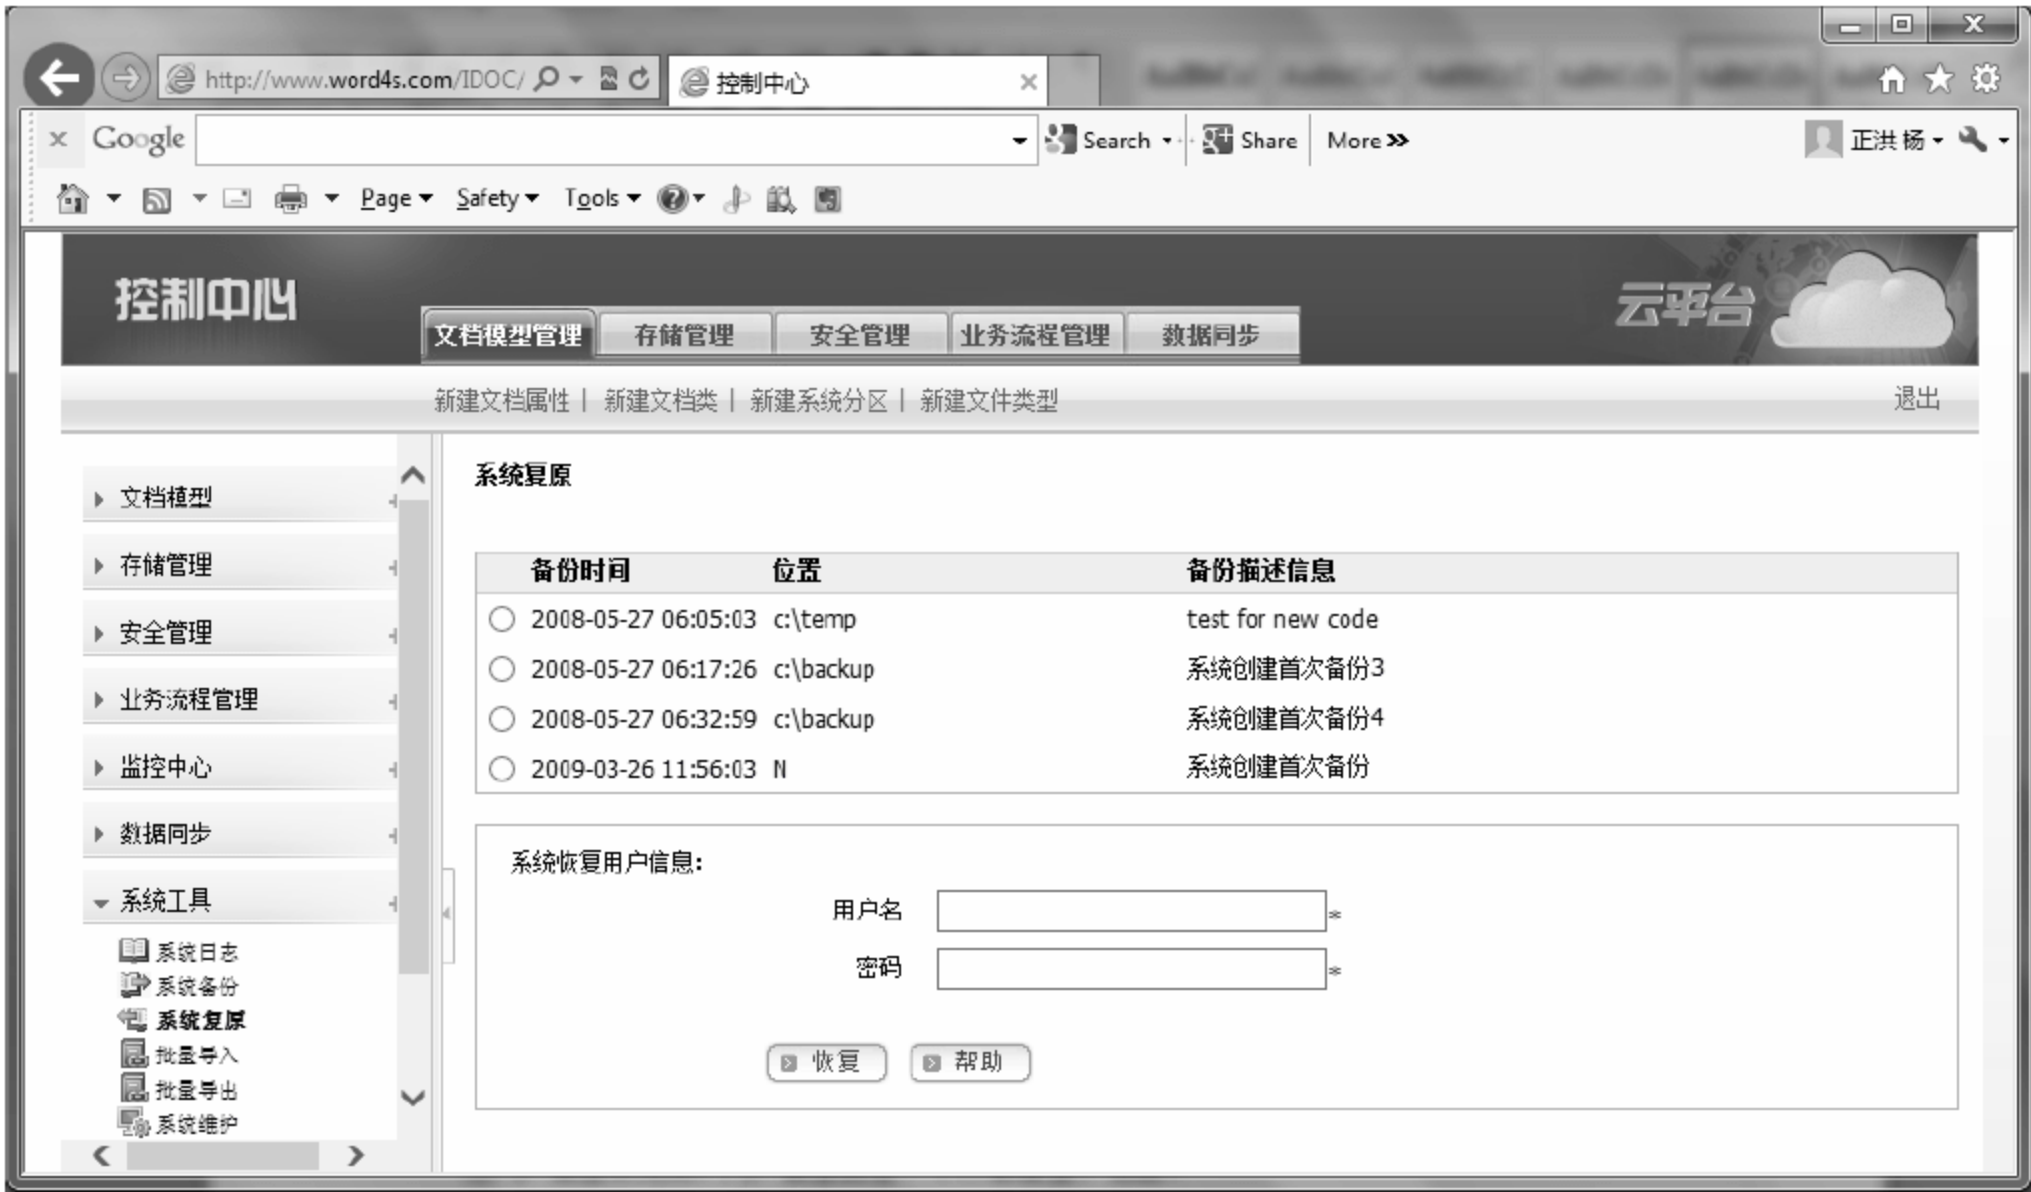 http://www.word4s.com/IDOC/
控制中心
Google
Search
Share
More
正洪 杨
Page
Safety
Tools
控制中心
云平台
文档模型管理
存储管理
安全管理
业务流程管理
数据同步
新建文档属性 | 新建文档类 | 新建系统分区 | 新建文件类型
退出
文档模型
存储管理
安全管理
业务流程管理
监控中心
数据同步
系统工具
系统日志
系统备份
系统复原
批量导入
批量导出
系统维护
系统复原
备份时间 位置 备份描述信息
2008-05-27 06:05:03 c:\temp test for new code
2008-05-27 06:17:26 c:\backup 系统创建首次备份3
2008-05-27 06:32:59 c:\backup 系统创建首次备份4
2009-03-26 11:56:03 N 系统创建首次备份
系统恢复用户信息:
用户名 *
密码 *
恢复 帮助